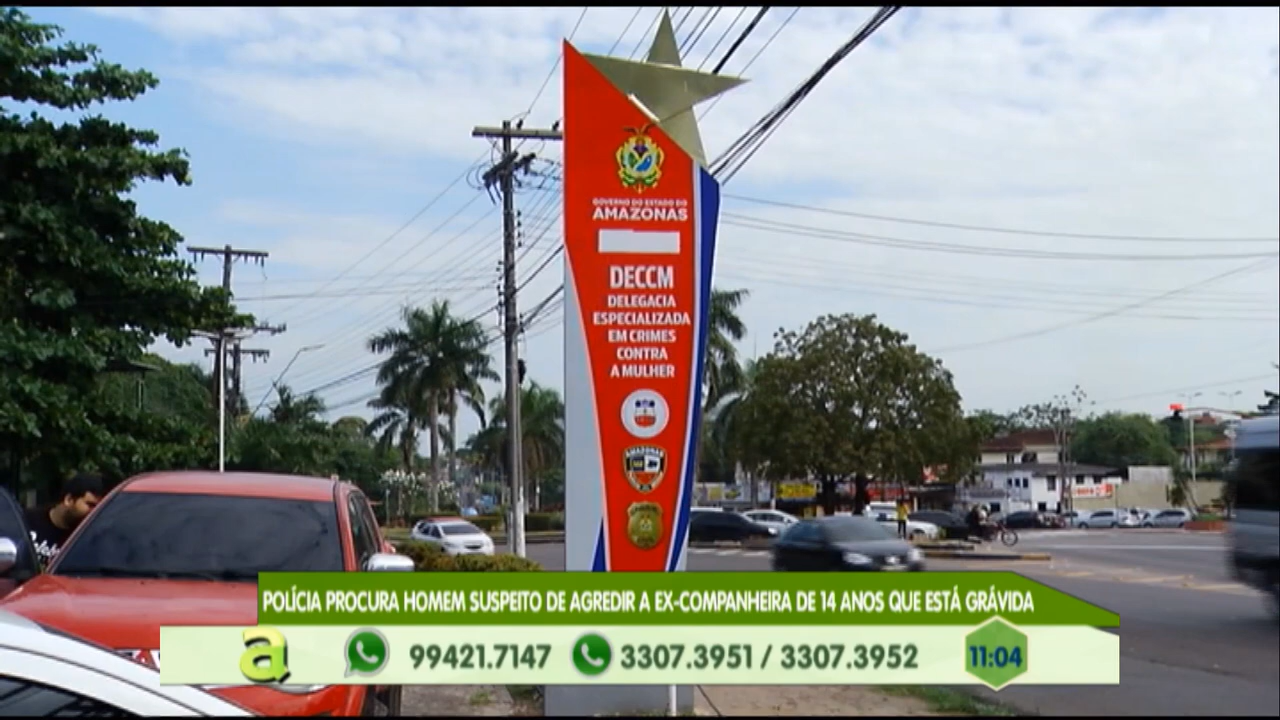 GOVERNO DO ESTADO DO
AMAZONAS
DECCM
DELEGACIA
ESPECIALIZADA
EM CRIMES
CONTRA
A MULHER
AMAZONAS
POLÍCIA PROCURA HOMEM SUSPEITO DE AGREDIR A EX-COMPANHEIRA DE 14 ANOS QUE ESTÁ GRÁVIDA
a 99421.7147 3307.3951 / 3307.3952 11:04